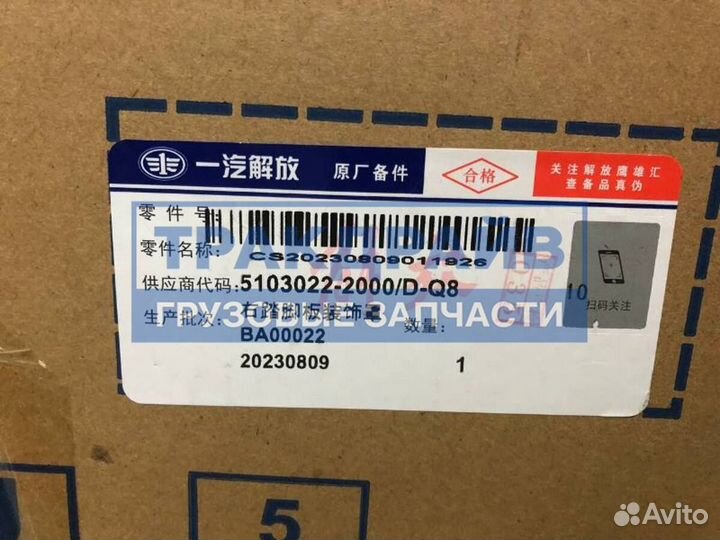 一汽解放 原厂备件 合格 关注解放鹰雄汇
查备品真伪
零件号:
零件名称:
CS20230809011926
供应商代码: 5103022-2000/D-Q8
生产批次: 右踏脚板装饰罩 数量:
BA00022
20230809 1
10
扫码关注
ТРАКДРАЙВ
ГРУЗОВЫЕ ЗАПЧАСТИ
5
Avito